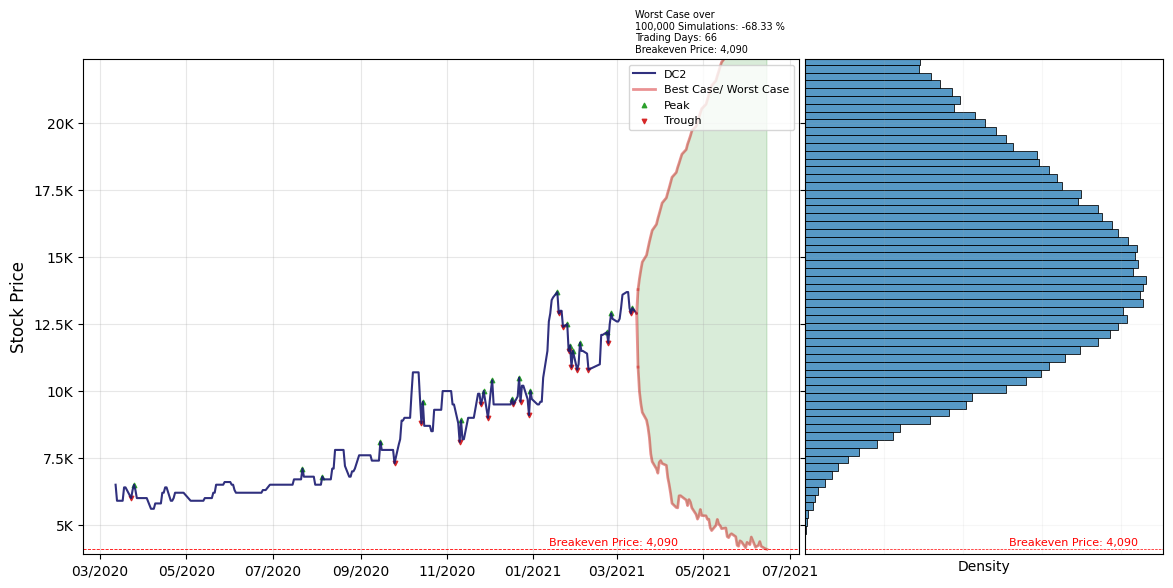 Worst Case over
100,000 Simulations: -68.33 %
Trading Days: 66
Breakeven Price: 4,090
DC2
Best Case/ Worst Case
Peak
Trough
Stock Price
20K
17.5K
15K
12.5K
10K
7.5K
5K
Breakeven Price: 4,090
Breakeven Price: 4,090
03/2020
05/2020
07/2020
09/2020
11/2020
01/2021
03/2021
05/2021
07/2021
Density